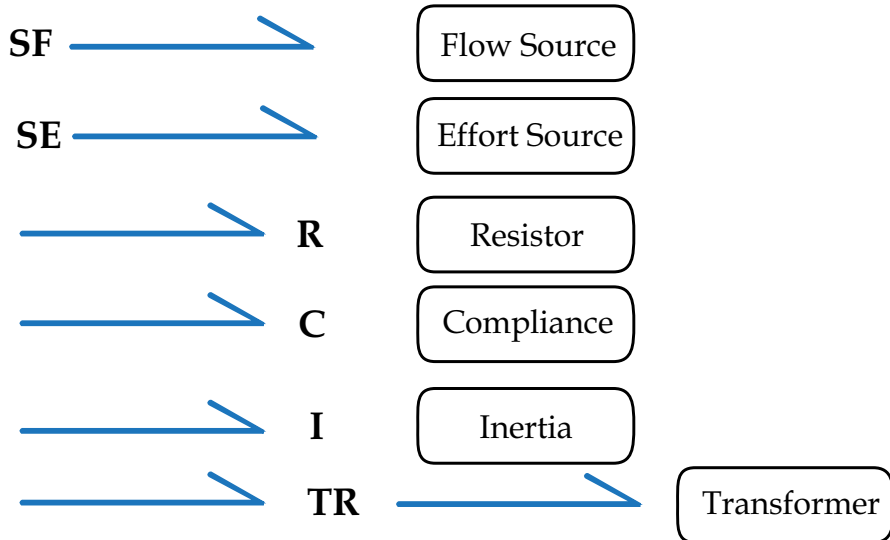 SF Flow Source
SE Effort Source
R Resistor
C Compliance
I Inertia
TR Transformer